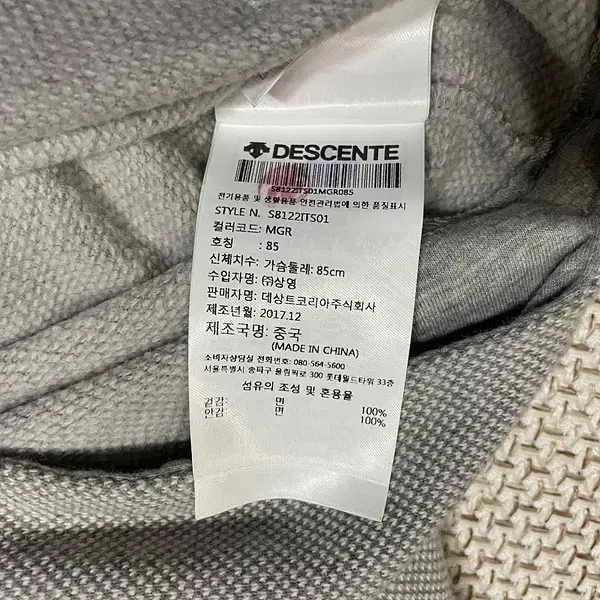 DESCENTE
S8122ITS01MGR085
전기용품 및 생활용품 안전관리법에 의한 품질표시
STYLE N. S8122ITS01
컬러코드: MGR
호칭 : 85
신체치수: 가슴둘레: 85cm
수입자명: ㈜상영
판매자명: 데상트코리아주식회사
제조년월: 2017.12
제조국명: 중국
(MADE IN CHINA)
소비자상담실 전화번호: 080-564-5600
서울특별시 송파구 올림픽로 300 롯데월드타워 33층
섬유의 조성 및 혼용율
겉감: 면 100%
안감: 면 100%